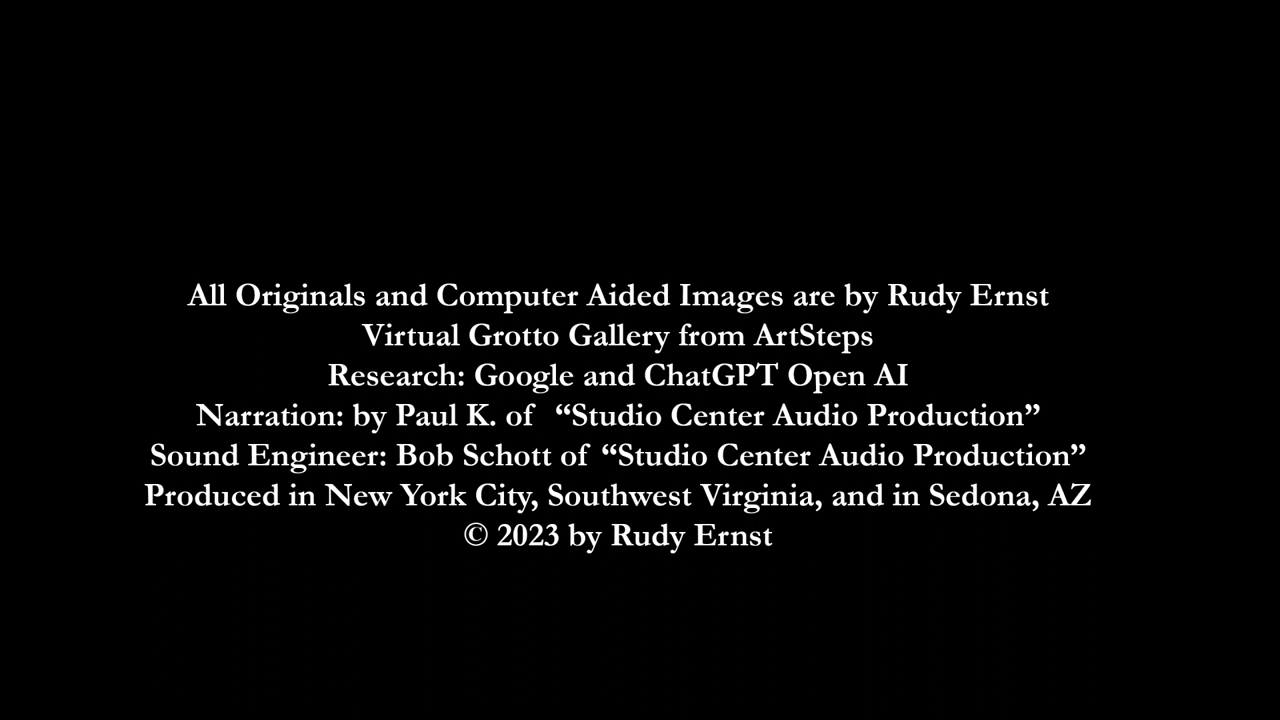 All Originals and Computer Aided Images are by Rudy Ernst
Virtual Grotto Gallery from ArtSteps
Research: Google and ChatGPT Open AI
Narration: by Paul K. of “Studio Center Audio Production”
Sound Engineer: Bob Schott of “Studio Center Audio Production”
Produced in New York City, Southwest Virginia, and in Sedona, AZ
© 2023 by Rudy Ernst